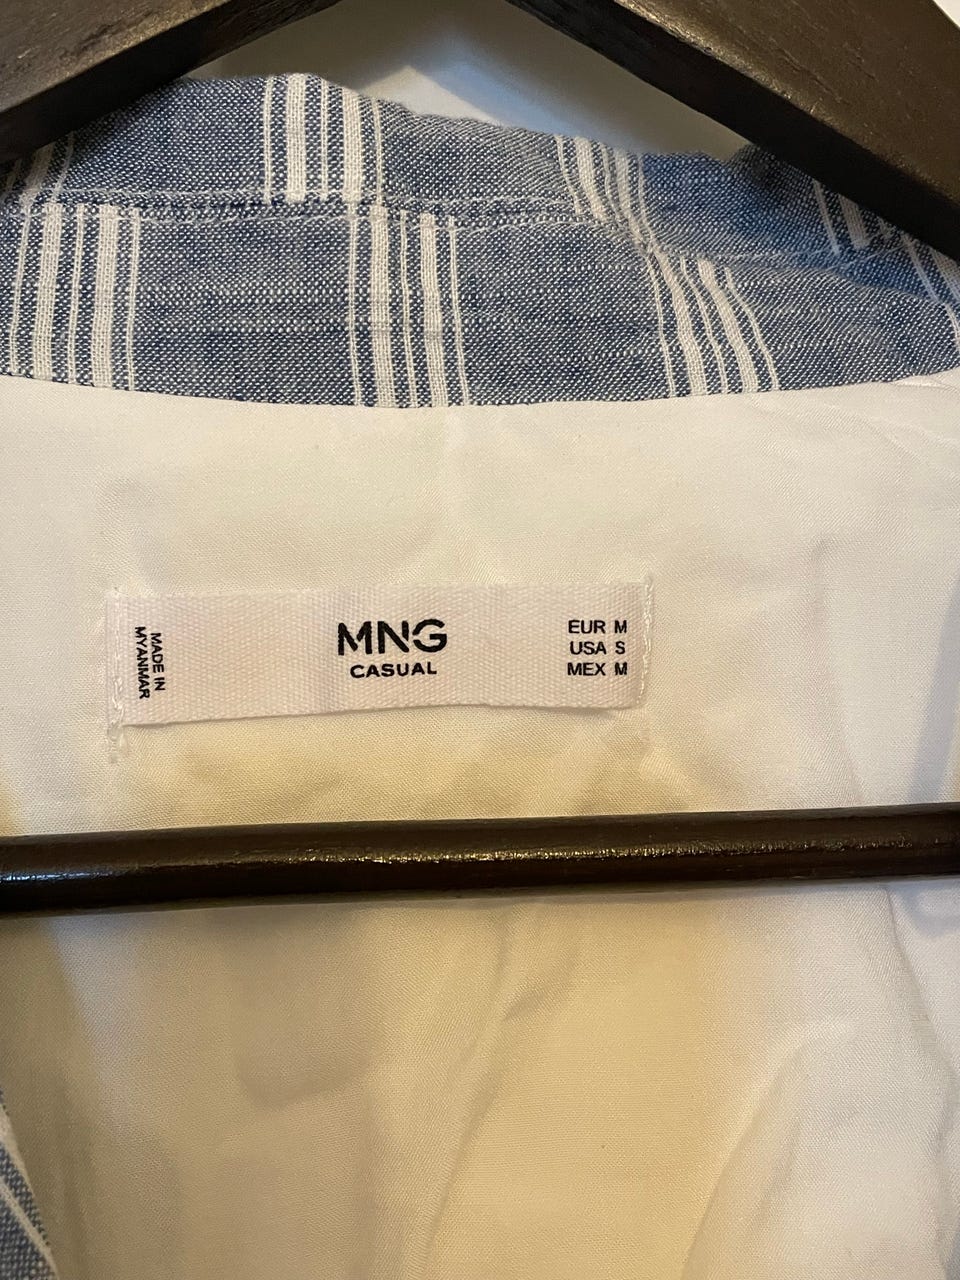 MADE IN
MYANMAR
MNG
CASUAL
EUR M
USA S
MEX M